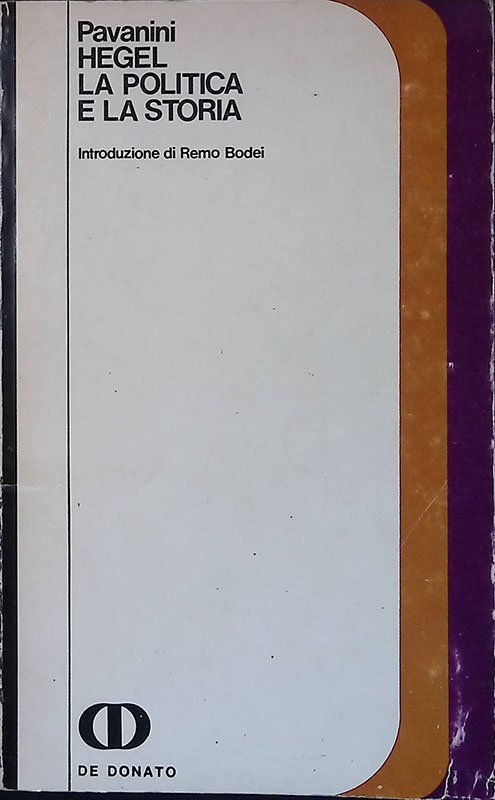 Pavanini
HEGEL
LA POLITICA
E LA STORIA
Introduzione di Remo Bodei
DE DONATO